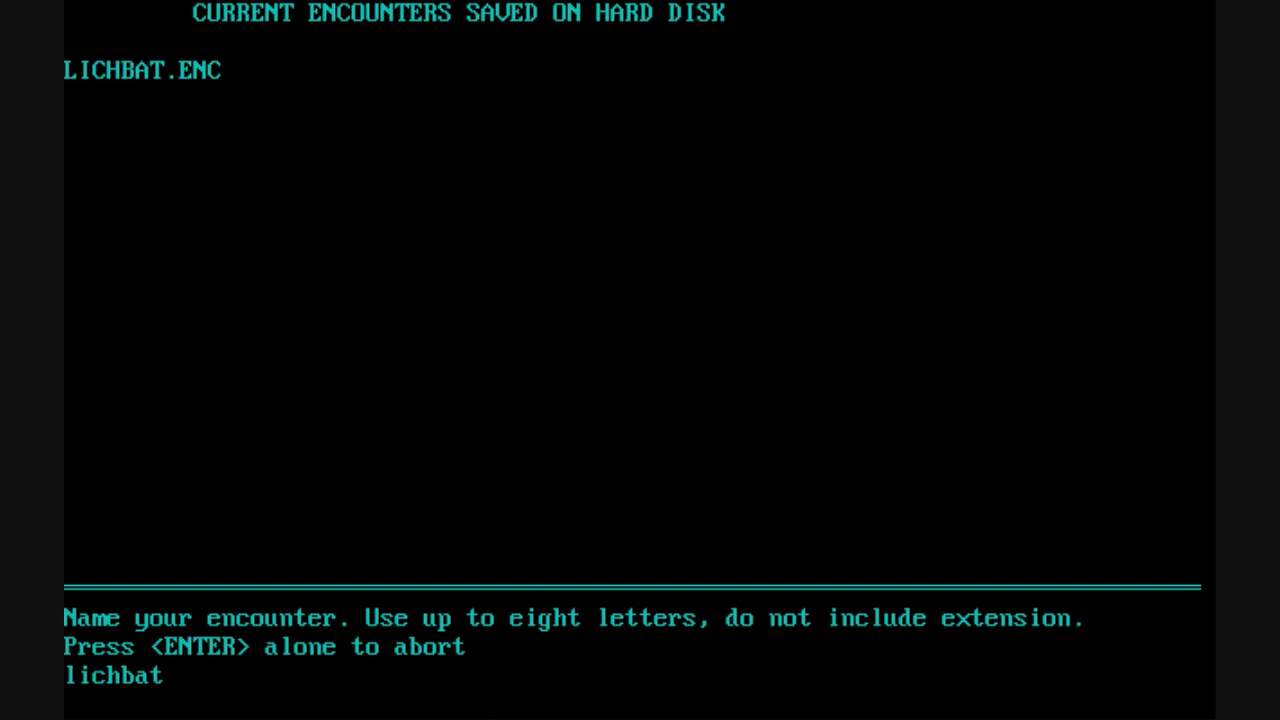 CURRENT ENCOUNTERS SAVED ON HARD DISK
LICHBAT.ENC
Name your encounter. Use up to eight letters, do not include extension.
Press <ENTER> alone to abort
lichbat